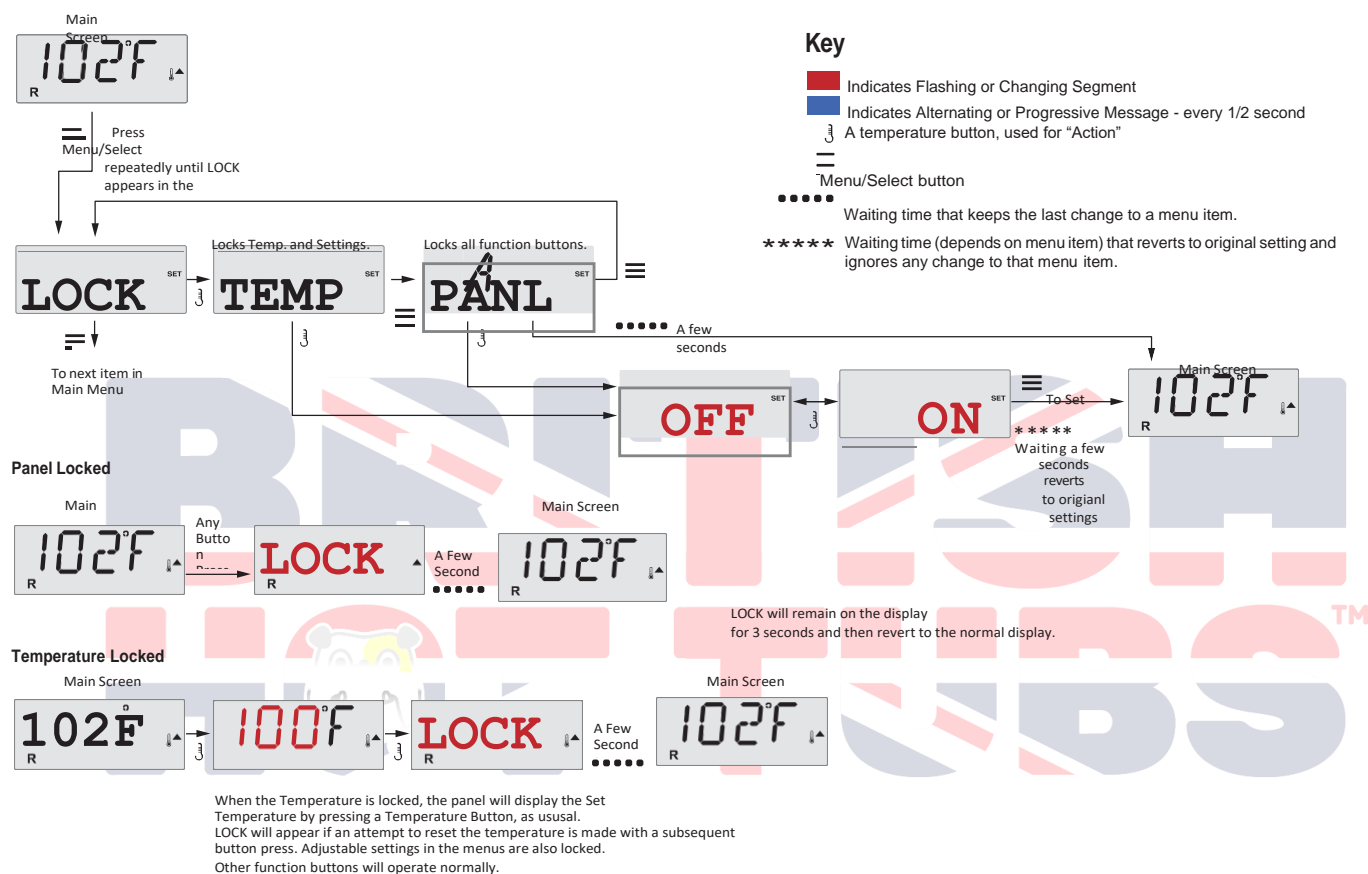 Main
Screen
102°F
R
Key
Indicates Flashing or Changing Segment
Indicates Alternating or Progressive Message - every 1/2 second
A temperature button, used for “Action”
Menu/Select button
Waiting time that keeps the last change to a menu item.
***** Waiting time (depends on menu item) that reverts to original setting and
ignores any change to that menu item.
Press
Menu/Select
repeatedly until LOCK
appears in the
LOCK SET
Locks Temp. and Settings.
TEMP SET
Locks all function buttons.
A
PANL SET
A few
seconds
To next item in
Main Menu
OFF SET
ON SET
To Set
*****
Waiting a few
seconds
reverts
to origianl
settings
Main Screen
102°F
R
Panel Locked
Main
102°F
R
Any
Butto
n
LOCK
R
A Few
Second
Main Screen
102°F
R
LOCK will remain on the display
for 3 seconds and then revert to the normal display.
Temperature Locked
Main Screen
102°F
R
100°F
LOCK
R
A Few
Second
Main Screen
102°F
R
When the Temperature is locked, the panel will display the Set
Temperature by pressing a Temperature Button, as ususal.
LOCK will appear if an attempt to reset the temperature is made with a subsequent
button press. Adjustable settings in the menus are also locked.
Other function buttons will operate normally.
BRITISH
HOT TUBS TM